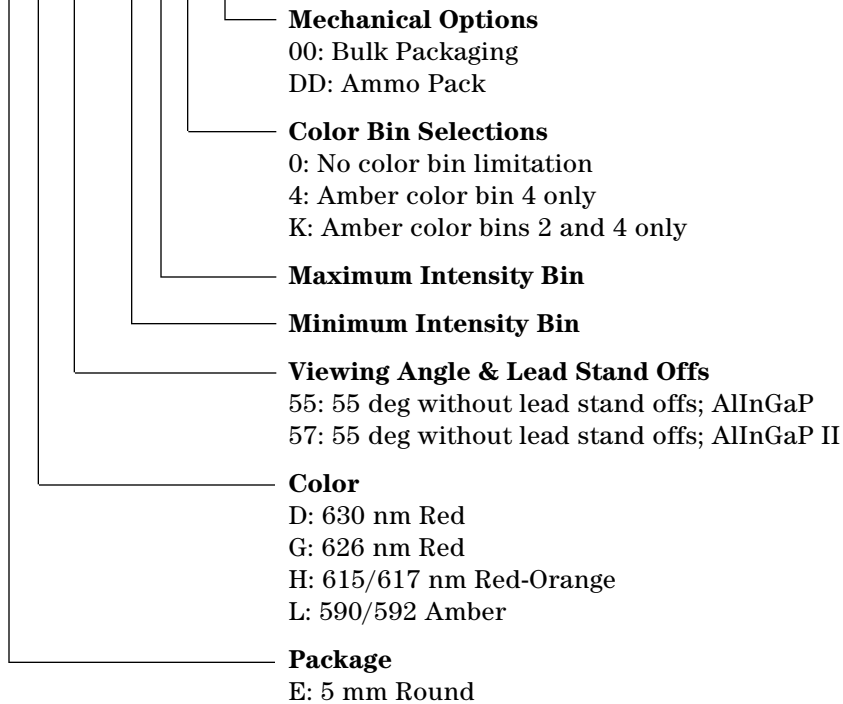 Mechanical Options
00: Bulk Packaging
DD: Ammo Pack
Color Bin Selections
0: No color bin limitation
4: Amber color bin 4 only
K: Amber color bins 2 and 4 only
Maximum Intensity Bin
Minimum Intensity Bin
Viewing Angle & Lead Stand Offs
55: 55 deg without lead stand offs; AlInGaP
57: 55 deg without lead stand offs; AlInGaP II
Color
D: 630 nm Red
G: 626 nm Red
H: 615/617 nm Red-Orange
L: 590/592 Amber
Package
E: 5 mm Round